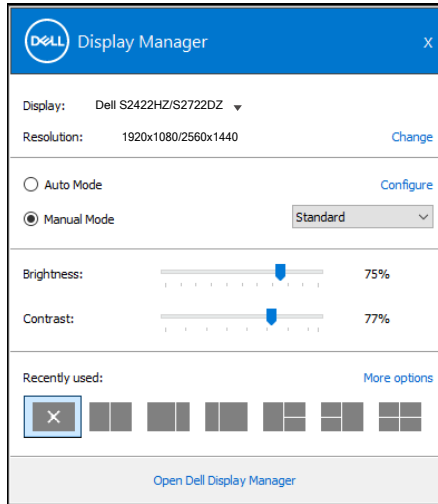 DELL Display Manager X
Display: Dell S2422HZ/S2722DZ
Resolution: 1920x1080/2560x1440 Change
Auto Mode Configure
Manual Mode Standard
Brightness: 75%
Contrast: 77%
Recently used: More options
Open Dell Display Manager